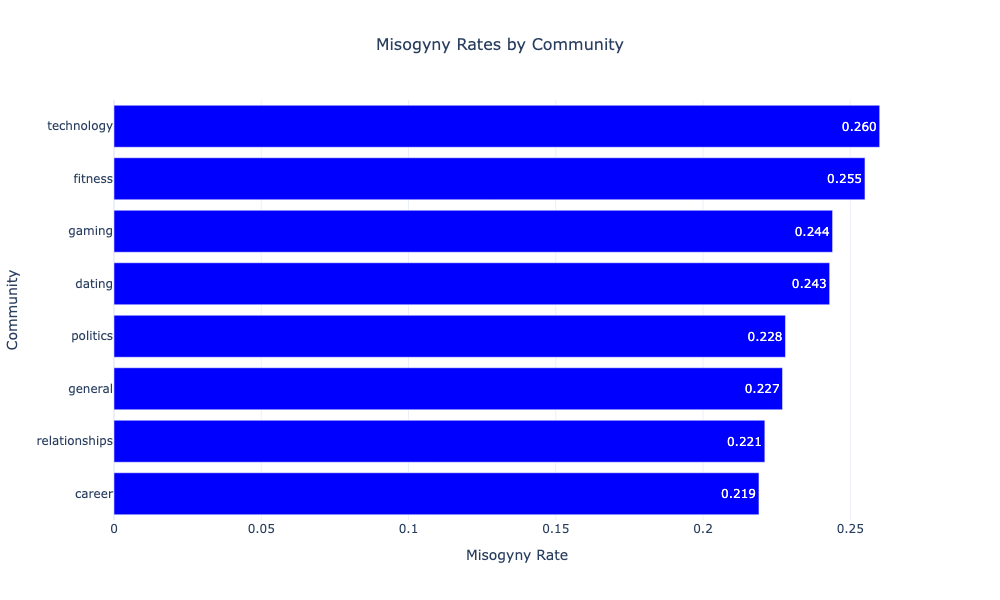 Misogyny Rates by Community
technology 0.260
fitness 0.255
gaming 0.244
dating 0.243
politics 0.228
general 0.227
relationships 0.221
career 0.219
Community
0 0.05 0.1 0.15 0.2 0.25
Misogyny Rate